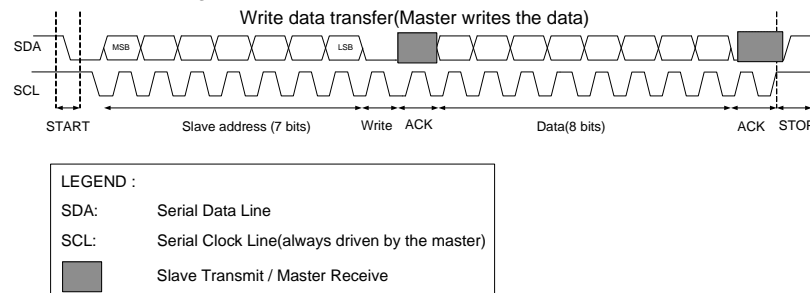 Write data transfer(Master writes the data)
SDA
MSB
LSB
SCL
START
Slave address (7 bits)
Write
ACK
Data(8 bits)
ACK
STOP
LEGEND :
SDA: Serial Data Line
SCL: Serial Clock Line(always driven by the master)
Slave Transmit / Master Receive